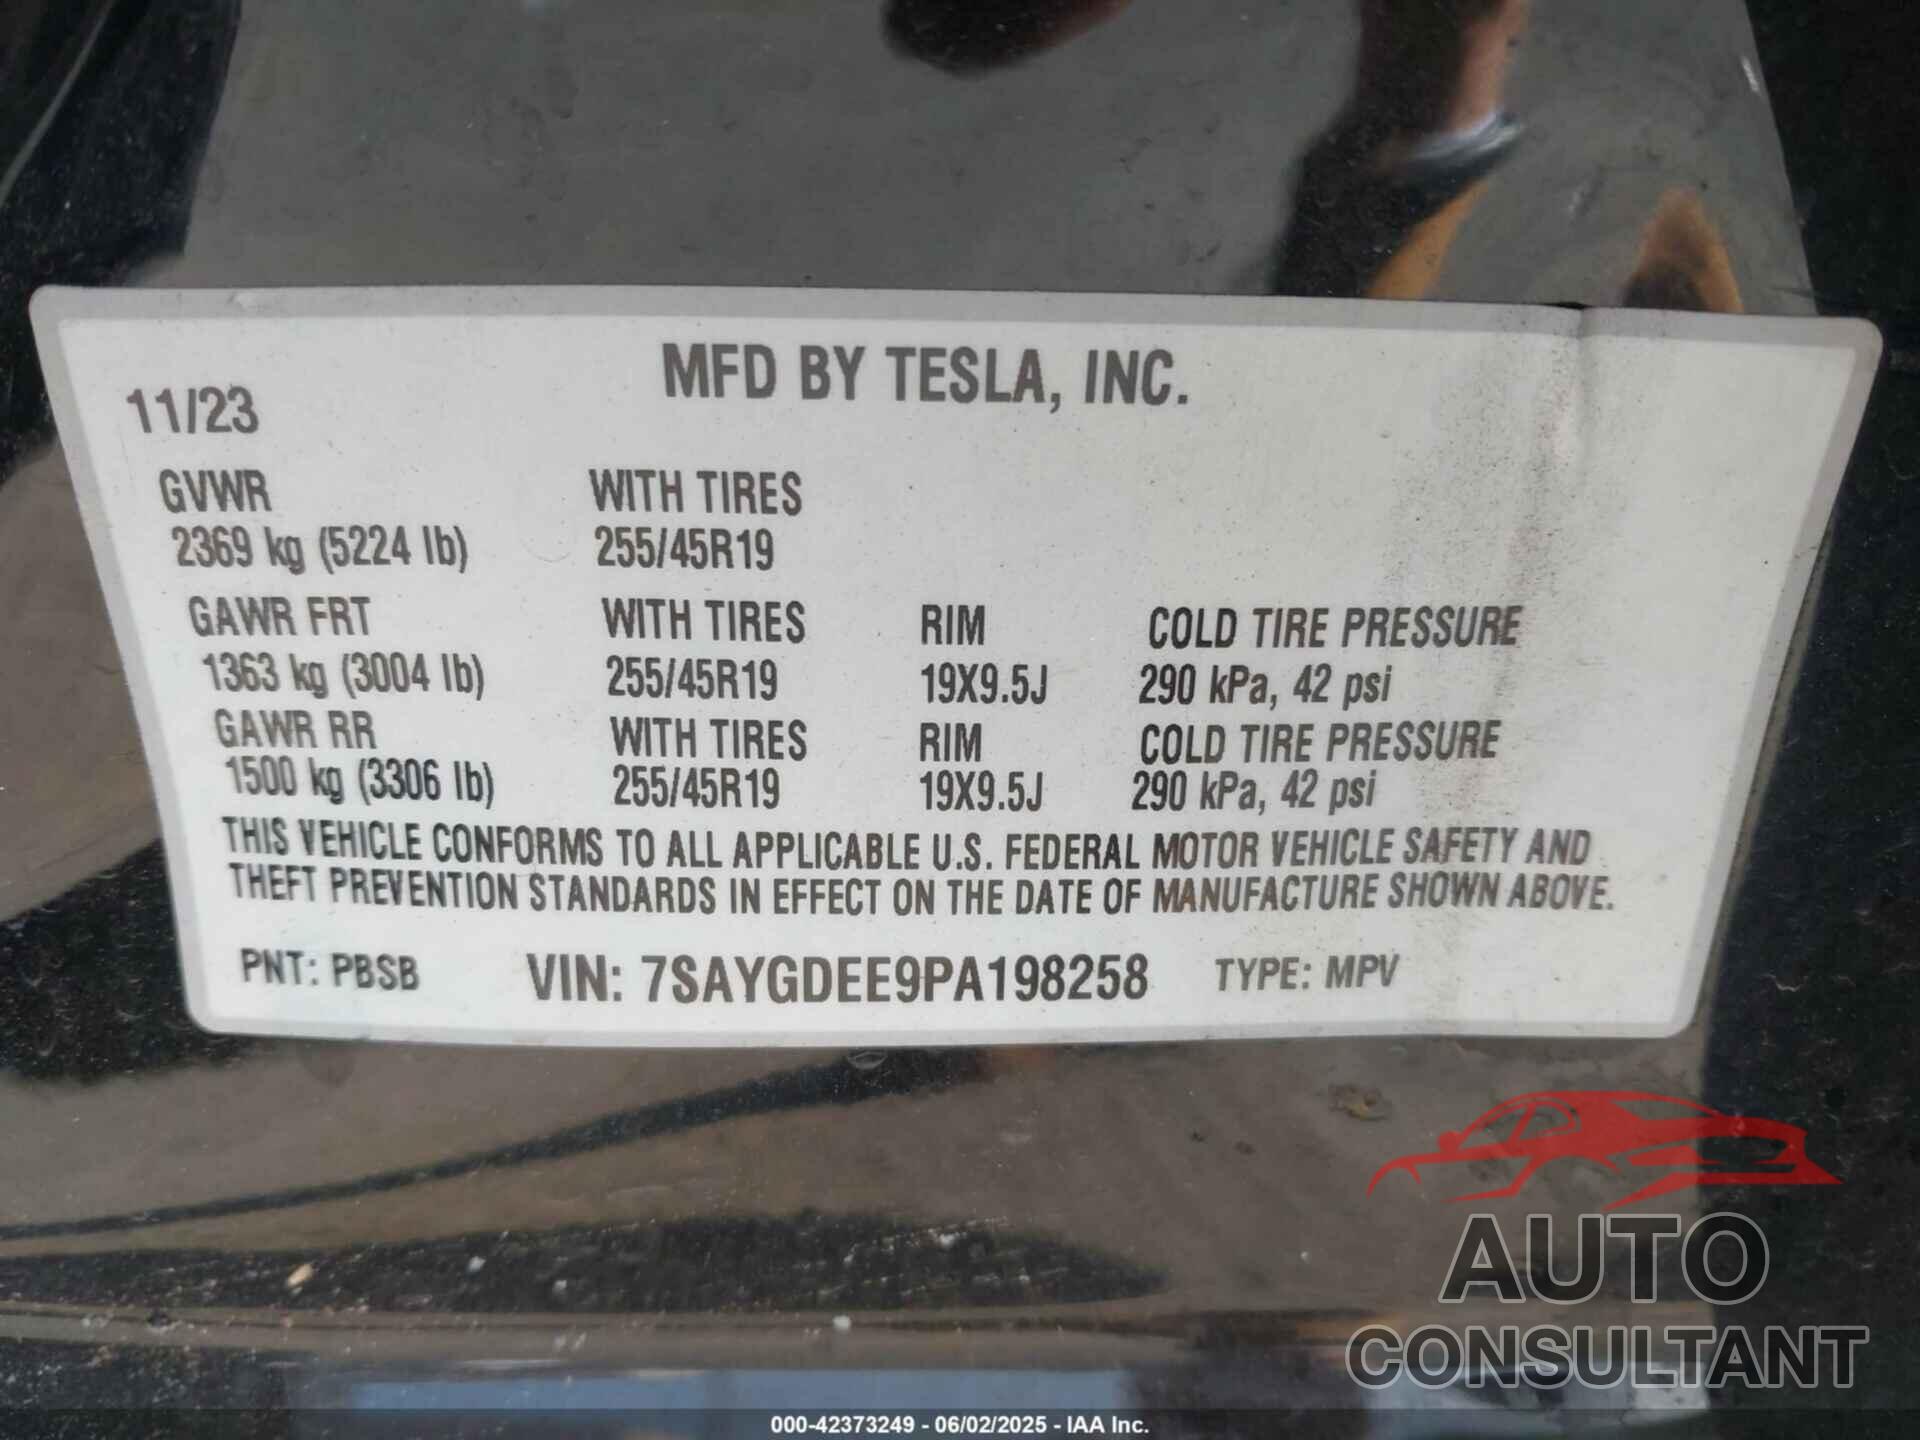 MFD BY TESLA, INC.
11/23
GVWR WITH TIRES
2369 kg (5224 lb) 255/45R19
GAWR FRT WITH TIRES RIM COLD TIRE PRESSURE
1363 kg (3004 lb) 255/45R19 19X9.5J 290 kPa, 42 psi
GAWR RR WITH TIRES RIM COLD TIRE PRESSURE
1500 kg (3306 lb) 255/45R19 19X9.5J 290 kPa, 42 psi
THIS VEHICLE CONFORMS TO ALL APPLICABLE U.S. FEDERAL MOTOR VEHICLE SAFETY AND
THEFT PREVENTION STANDARDS IN EFFECT ON THE DATE OF MANUFACTURE SHOWN ABOVE.
PNT: PBSB VIN: 7SAYGDEE9PA198258 TYPE: MPV
AUTO
CONSULTANT
000-42373249 - 06/02/2025 - IAA Inc.